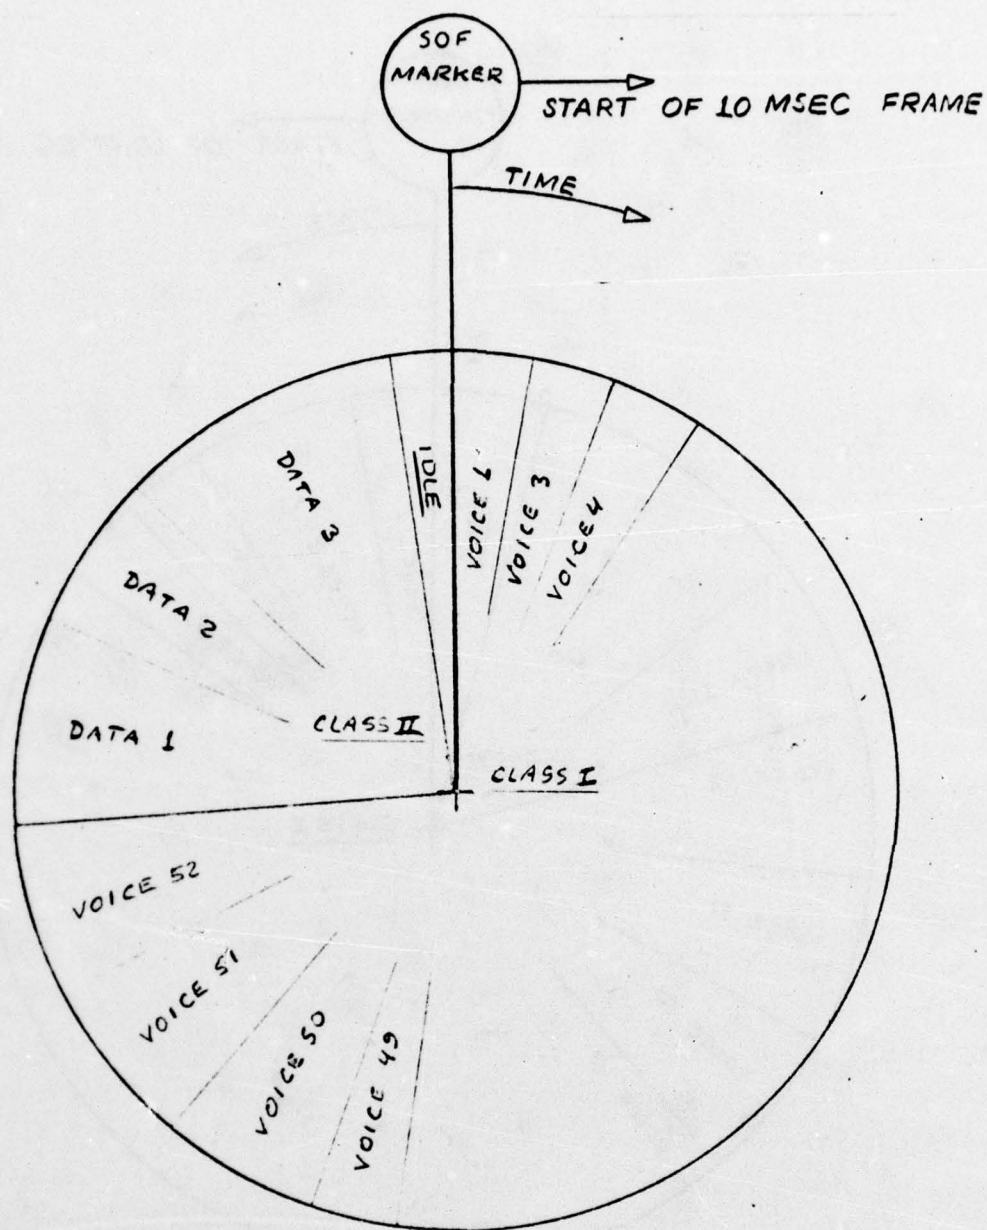 SOF
MARKER
START OF 10 MSEC FRAME
TIME
IDLE
VOICE 1
VOICE 3
VOICE 4
DATA 3
DATA 2
DATA 1
CLASS II
CLASS I
VOICE 52
VOICE 51
VOICE 50
VOICE 49